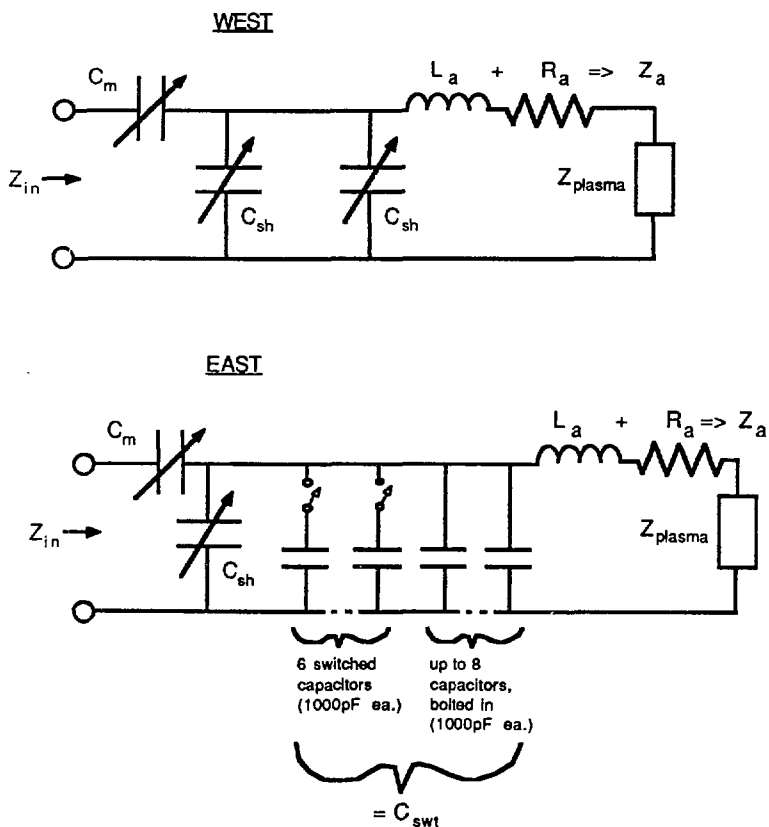 WEST
C_m
L_a + R_a => Z_a
Z_in →
C_sh
C_sh
Z_plasma
EAST
C_m
L_a + R_a => Z_a
Z_in →
C_sh
Z_plasma
6 switched
capacitors
(1000pF ea.)
up to 8
capacitors,
bolted in
(1000pF ea.)
= C_swt